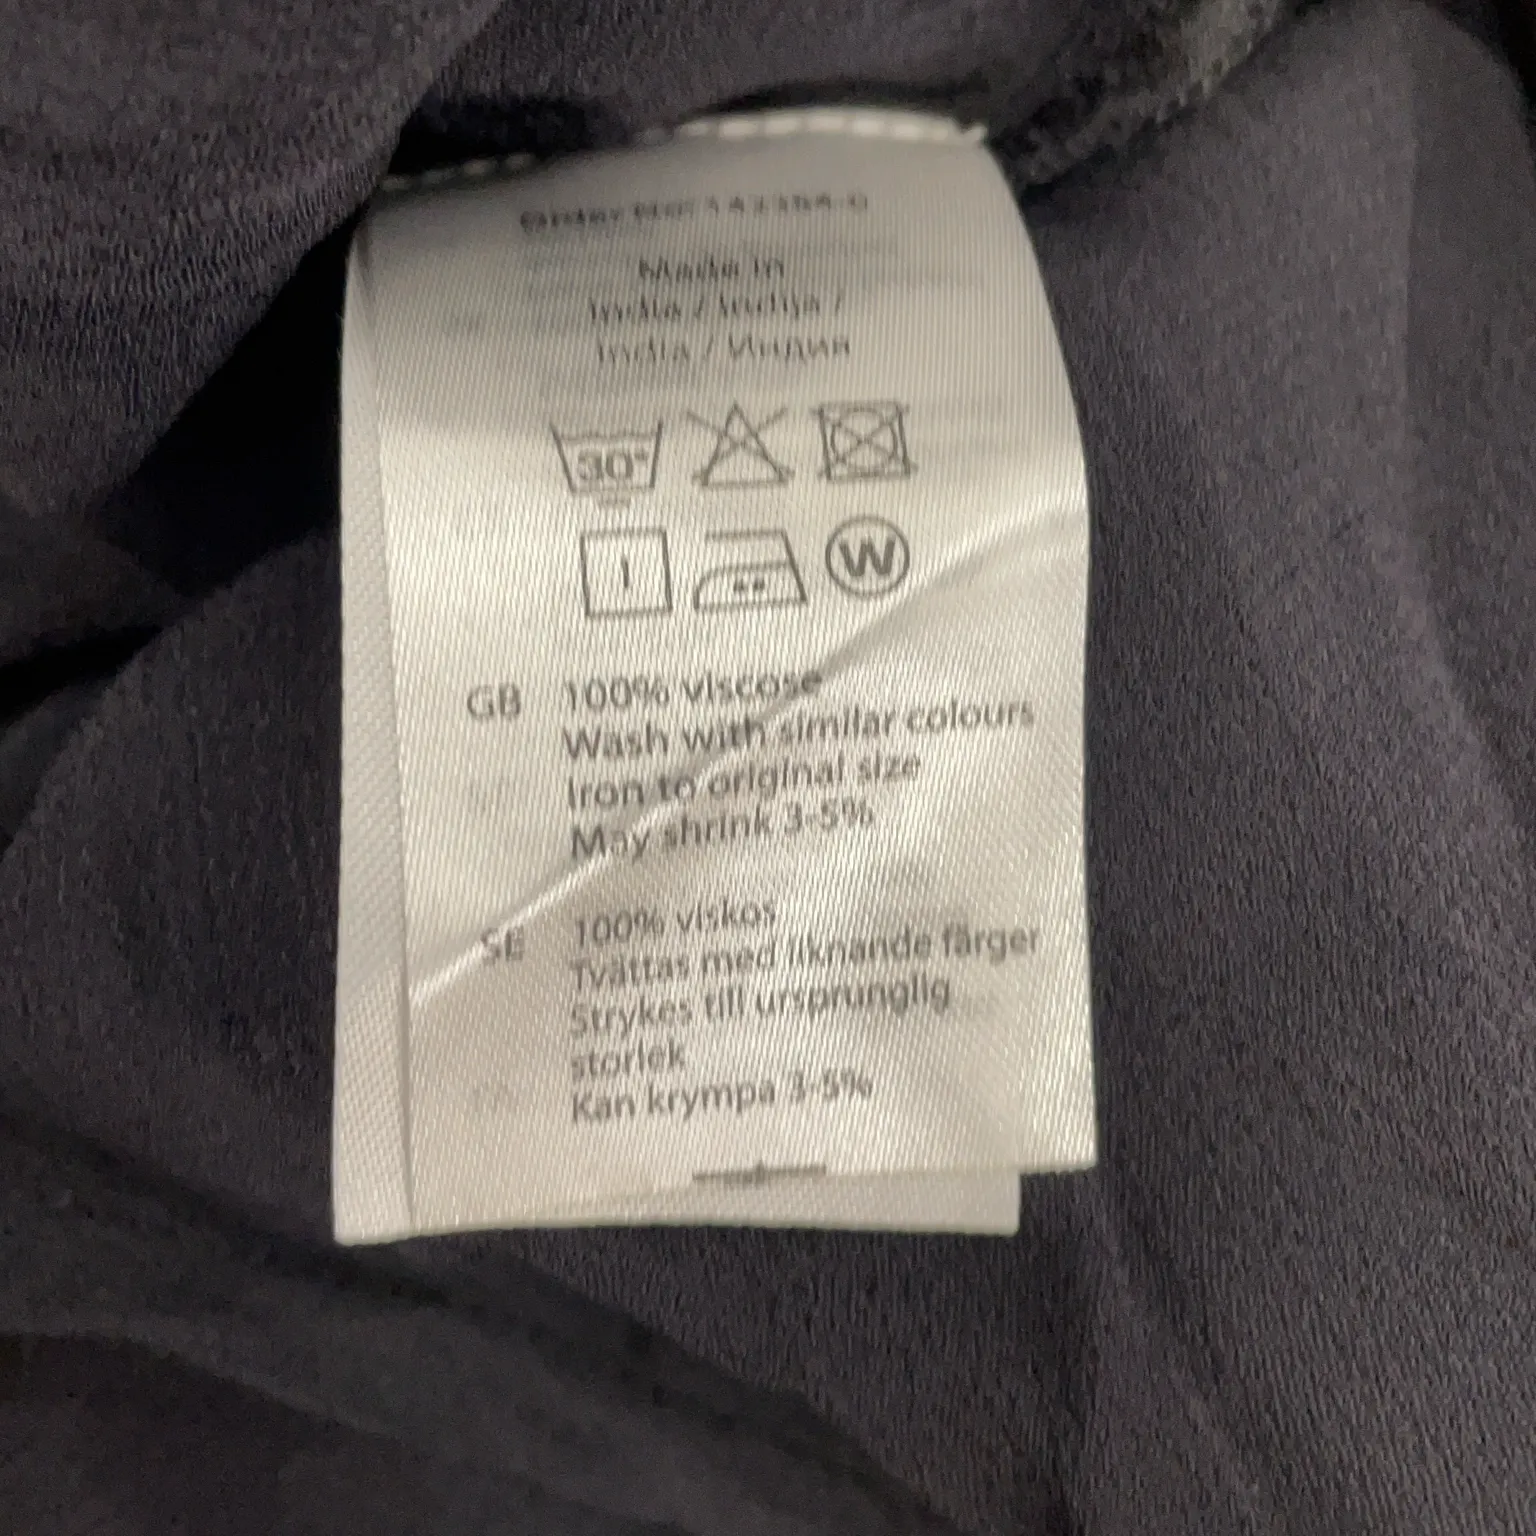 Made in
India / Indija /
India / Индия
30°
W
GB 100% viscose
Wash with similar colours
Iron to original size
May shrink 3-5%
SE 100% viskos
Tvättas med liknande färger
Strykes till ursprunglig
storlek
Kan krympa 3-5%